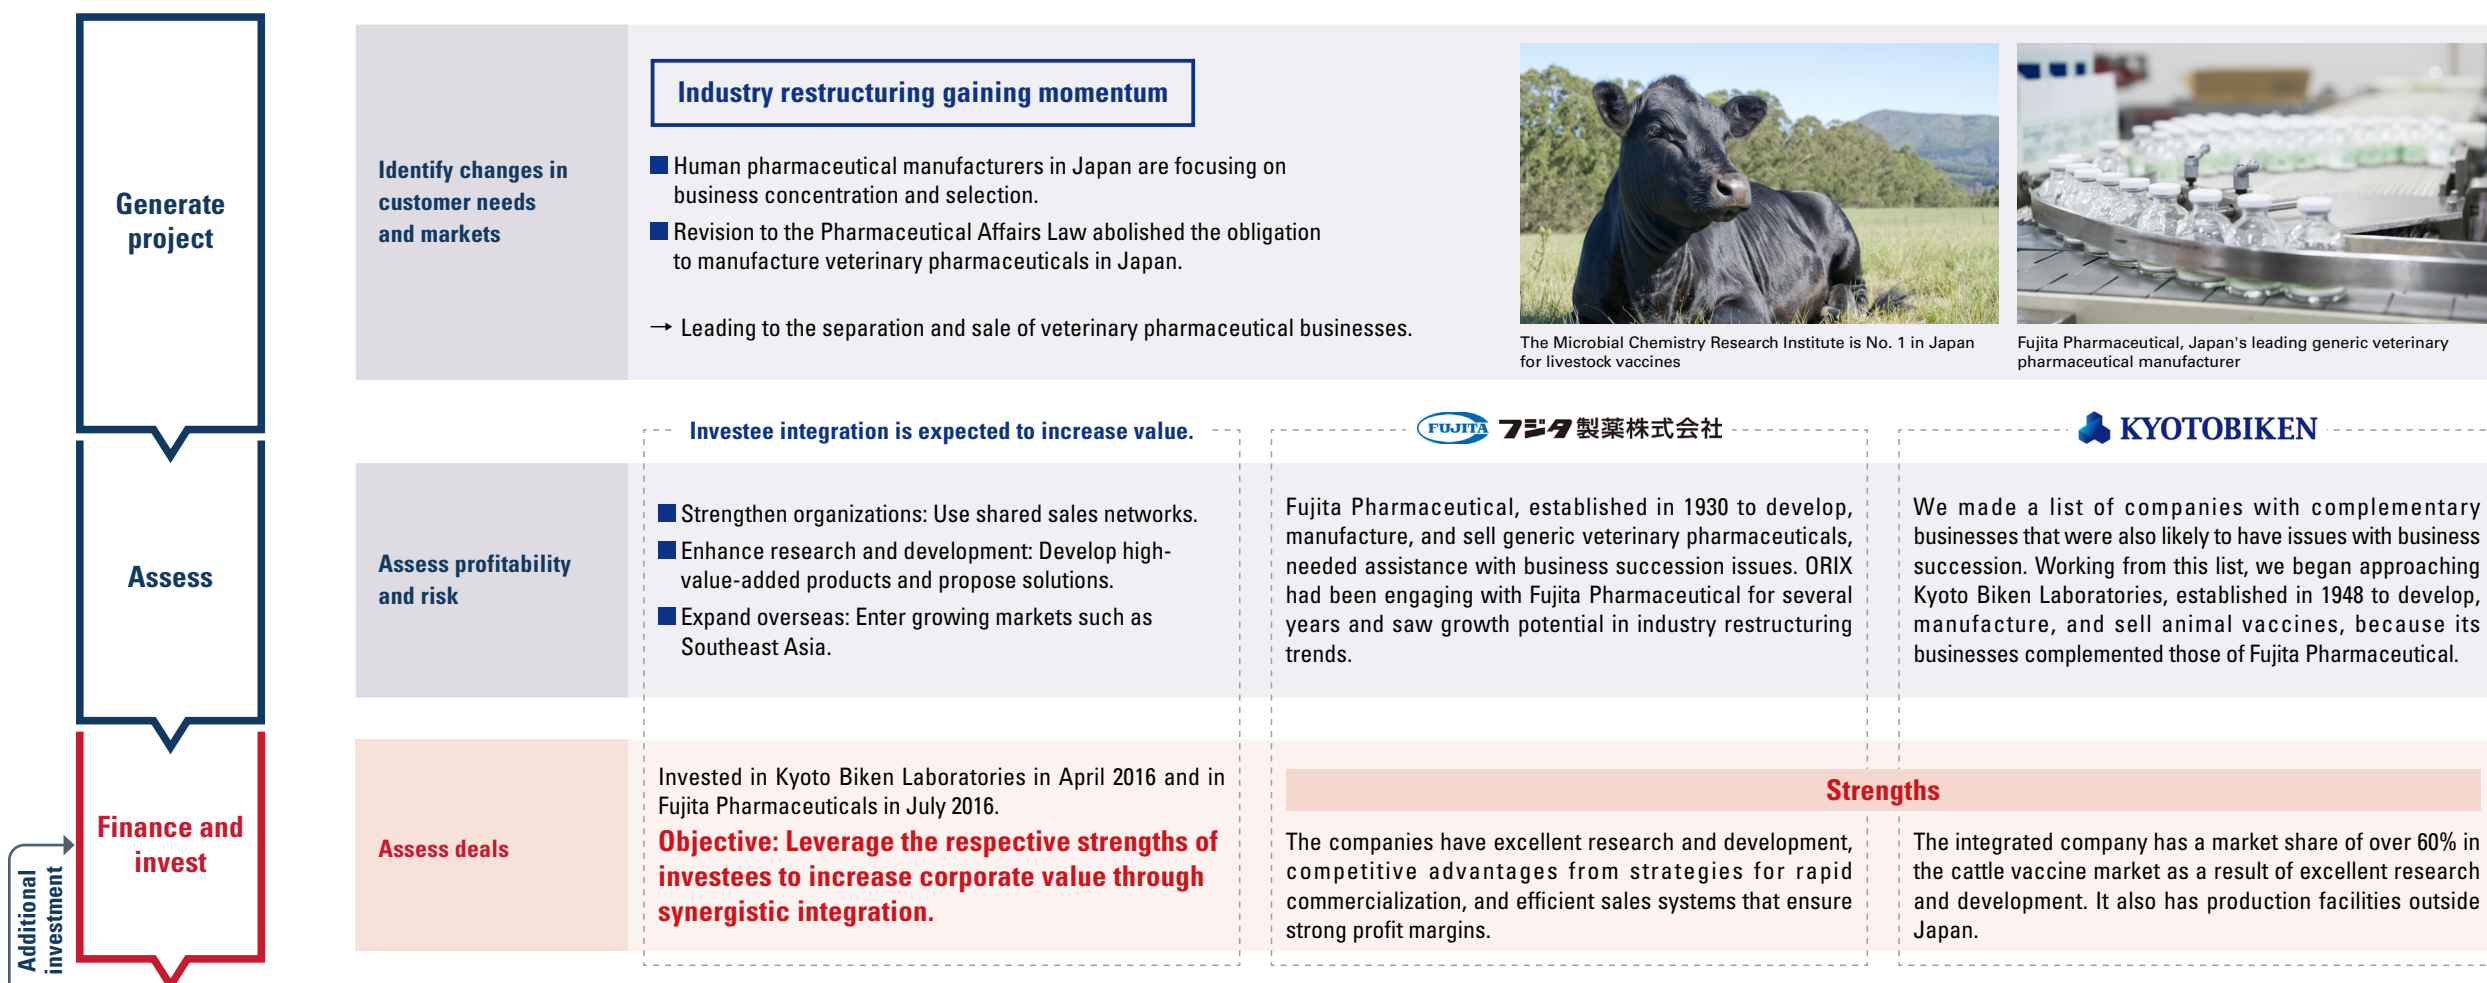 Generate
project
Identify changes in
customer needs
and markets
Industry restructuring gaining momentum
Human pharmaceutical manufacturers in Japan are focusing on
business concentration and selection.
Revision to the Pharmaceutical Affairs Law abolished the obligation
to manufacture veterinary pharmaceuticals in Japan.
→ Leading to the separation and sale of veterinary pharmaceutical businesses.
The Microbial Chemistry Research Institute is No. 1 in Japan
for livestock vaccines
Fujita Pharmaceutical, Japan's leading generic veterinary
pharmaceutical manufacturer
Assess
Assess profitability
and risk
Investee integration is expected to increase value.
Strengthen organizations: Use shared sales networks.
Enhance research and development: Develop high-
value-added products and propose solutions.
Expand overseas: Enter growing markets such as
Southeast Asia.
FUJITA フジタ製薬株式会社
Fujita Pharmaceutical, established in 1930 to develop,
manufacture, and sell generic veterinary pharmaceuticals,
needed assistance with business succession issues. ORIX
had been engaging with Fujita Pharmaceutical for several
years and saw growth potential in industry restructuring
trends.
KYOTOBIKEN
We made a list of companies with complementary
businesses that were also likely to have issues with business
succession. Working from this list, we began approaching
Kyoto Biken Laboratories, established in 1948 to develop,
manufacture, and sell animal vaccines, because its
businesses complemented those of Fujita Pharmaceutical.
Finance and
invest
Additional
investment
Assess deals
Invested in Kyoto Biken Laboratories in April 2016 and in
Fujita Pharmaceuticals in July 2016.
Objective: Leverage the respective strengths of
investees to increase corporate value through
synergistic integration.
Strengths
The companies have excellent research and development,
competitive advantages from strategies for rapid
commercialization, and efficient sales systems that ensure
strong profit margins.
The integrated company has a market share of over 60% in
the cattle vaccine market as a result of excellent research
and development. It also has production facilities outside
Japan.